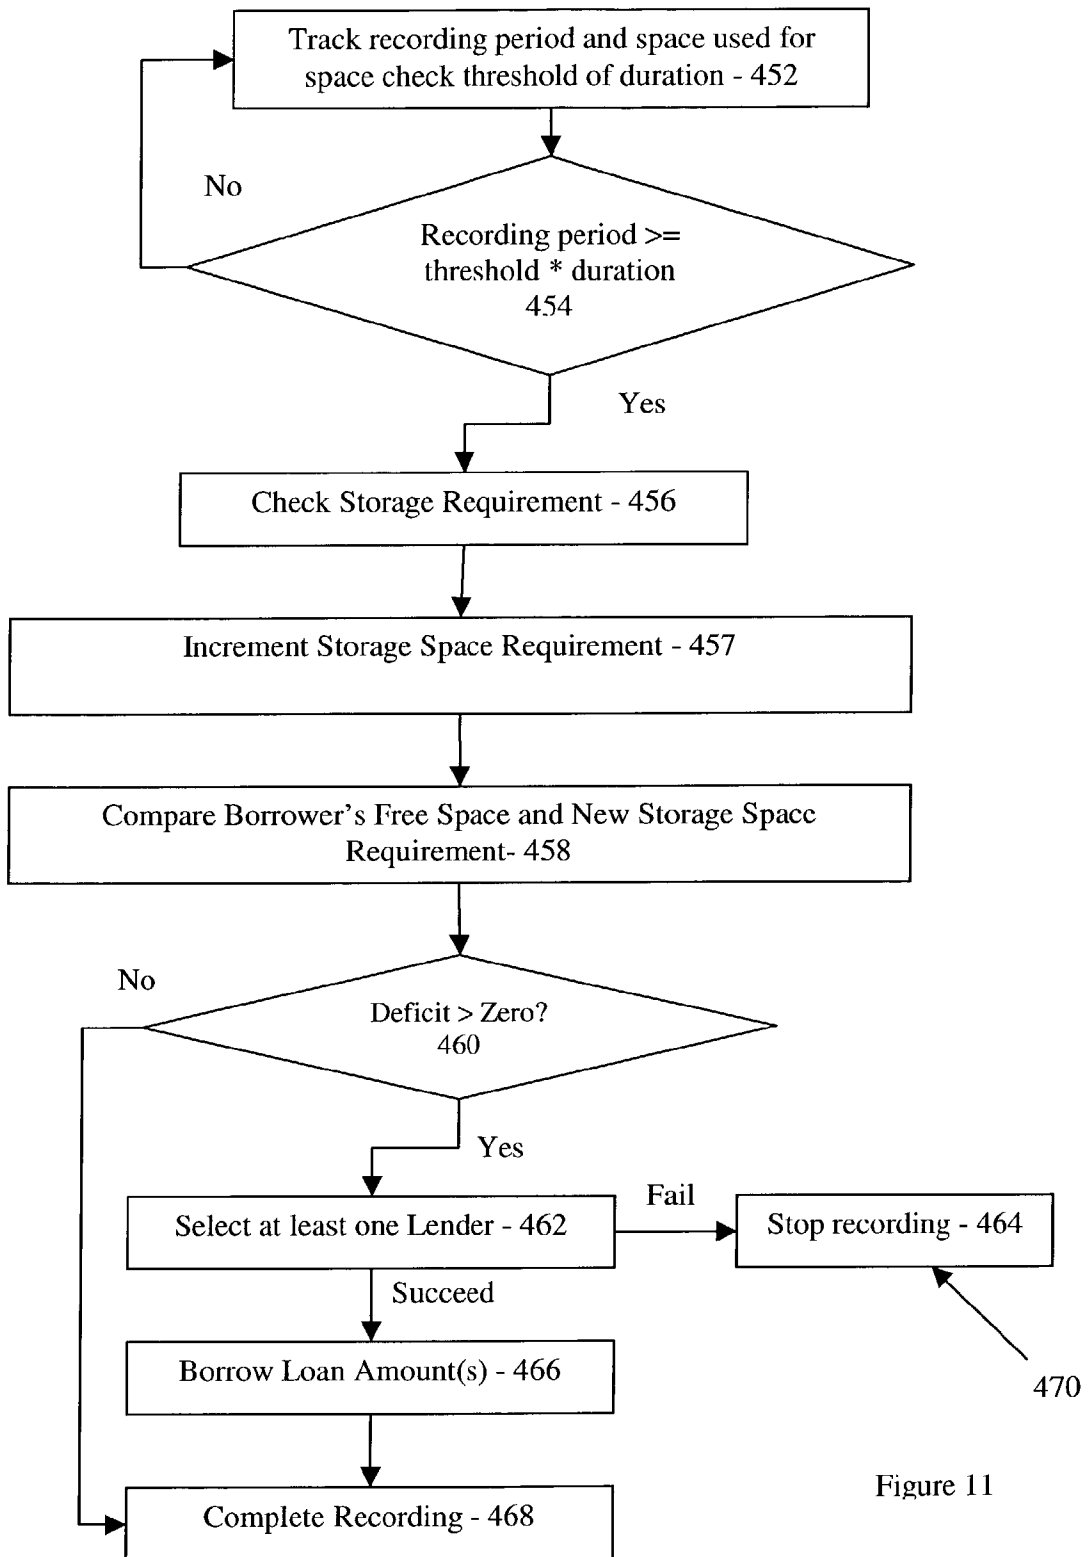 Track recording period and space used for
space check threshold of duration - 452
No
Recording period >=
threshold * duration
454
Yes
Check Storage Requirement - 456
Increment Storage Space Requirement - 457
Compare Borrower's Free Space and New Storage Space
Requirement- 458
No
Deficit > Zero?
460
Yes
Select at least one Lender - 462
Fail
Stop recording - 464
Succeed
Borrow Loan Amount(s) - 466
470
Complete Recording - 468
Figure 11